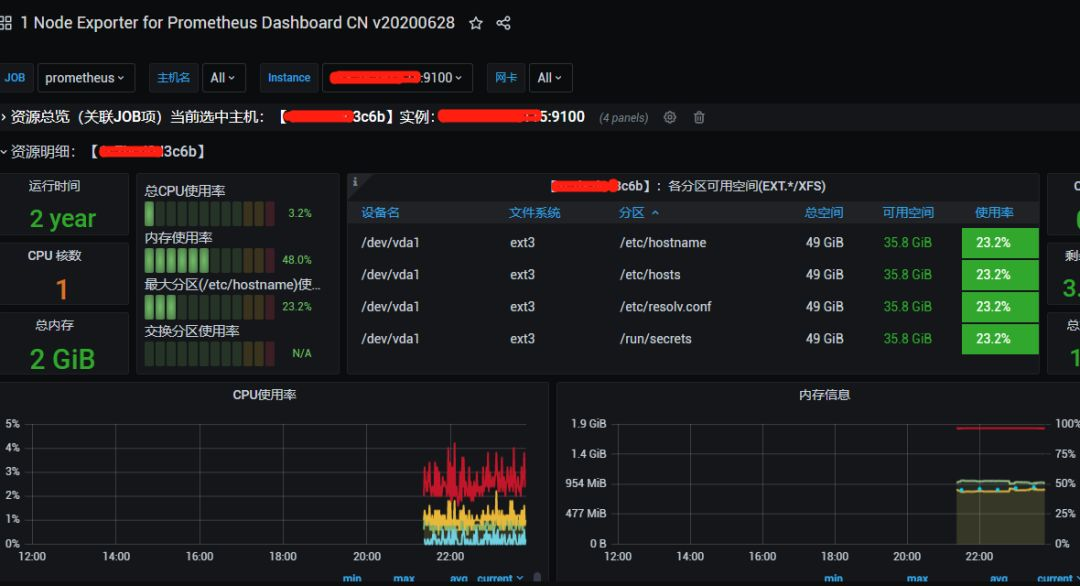 1 Node Exporter for Prometheus Dashboard CN v20200628
JOB prometheus 主机名 All Instance :9100 网卡 All
资源总览（关联JOB项）当前选中主机：【 3c6b】实例： 5:9100 (4 panels)
资源明细：【 3c6b】
运行时间
2 year
CPU 核数
1
总内存
2 GiB
总CPU使用率
3.2%
内存使用率
48.0%
最大分区(/etc/hostname)使...
23.2%
交换分区使用率
N/A
【 3c6b】：各分区可用空间(EXT.*/XFS)
设备名 文件系统 分区 总空间 可用空间 使用率
/dev/vda1 ext3 /etc/hostname 49 GiB 35.8 GiB 23.2%
/dev/vda1 ext3 /etc/hosts 49 GiB 35.8 GiB 23.2%
/dev/vda1 ext3 /etc/resolv.conf 49 GiB 35.8 GiB 23.2%
/dev/vda1 ext3 /run/secrets 49 GiB 35.8 GiB 23.2%
CPU使用率
5%
4%
3%
2%
1%
0%
12:00 14:00 16:00 18:00 20:00 22:00
min max avg current
内存信息
1.9 GiB 100%
1.4 GiB 75%
954 MiB 50%
477 MiB 25%
0 B 0%
12:00 14:00 16:00 18:00 20:00 22:00
min max avg current